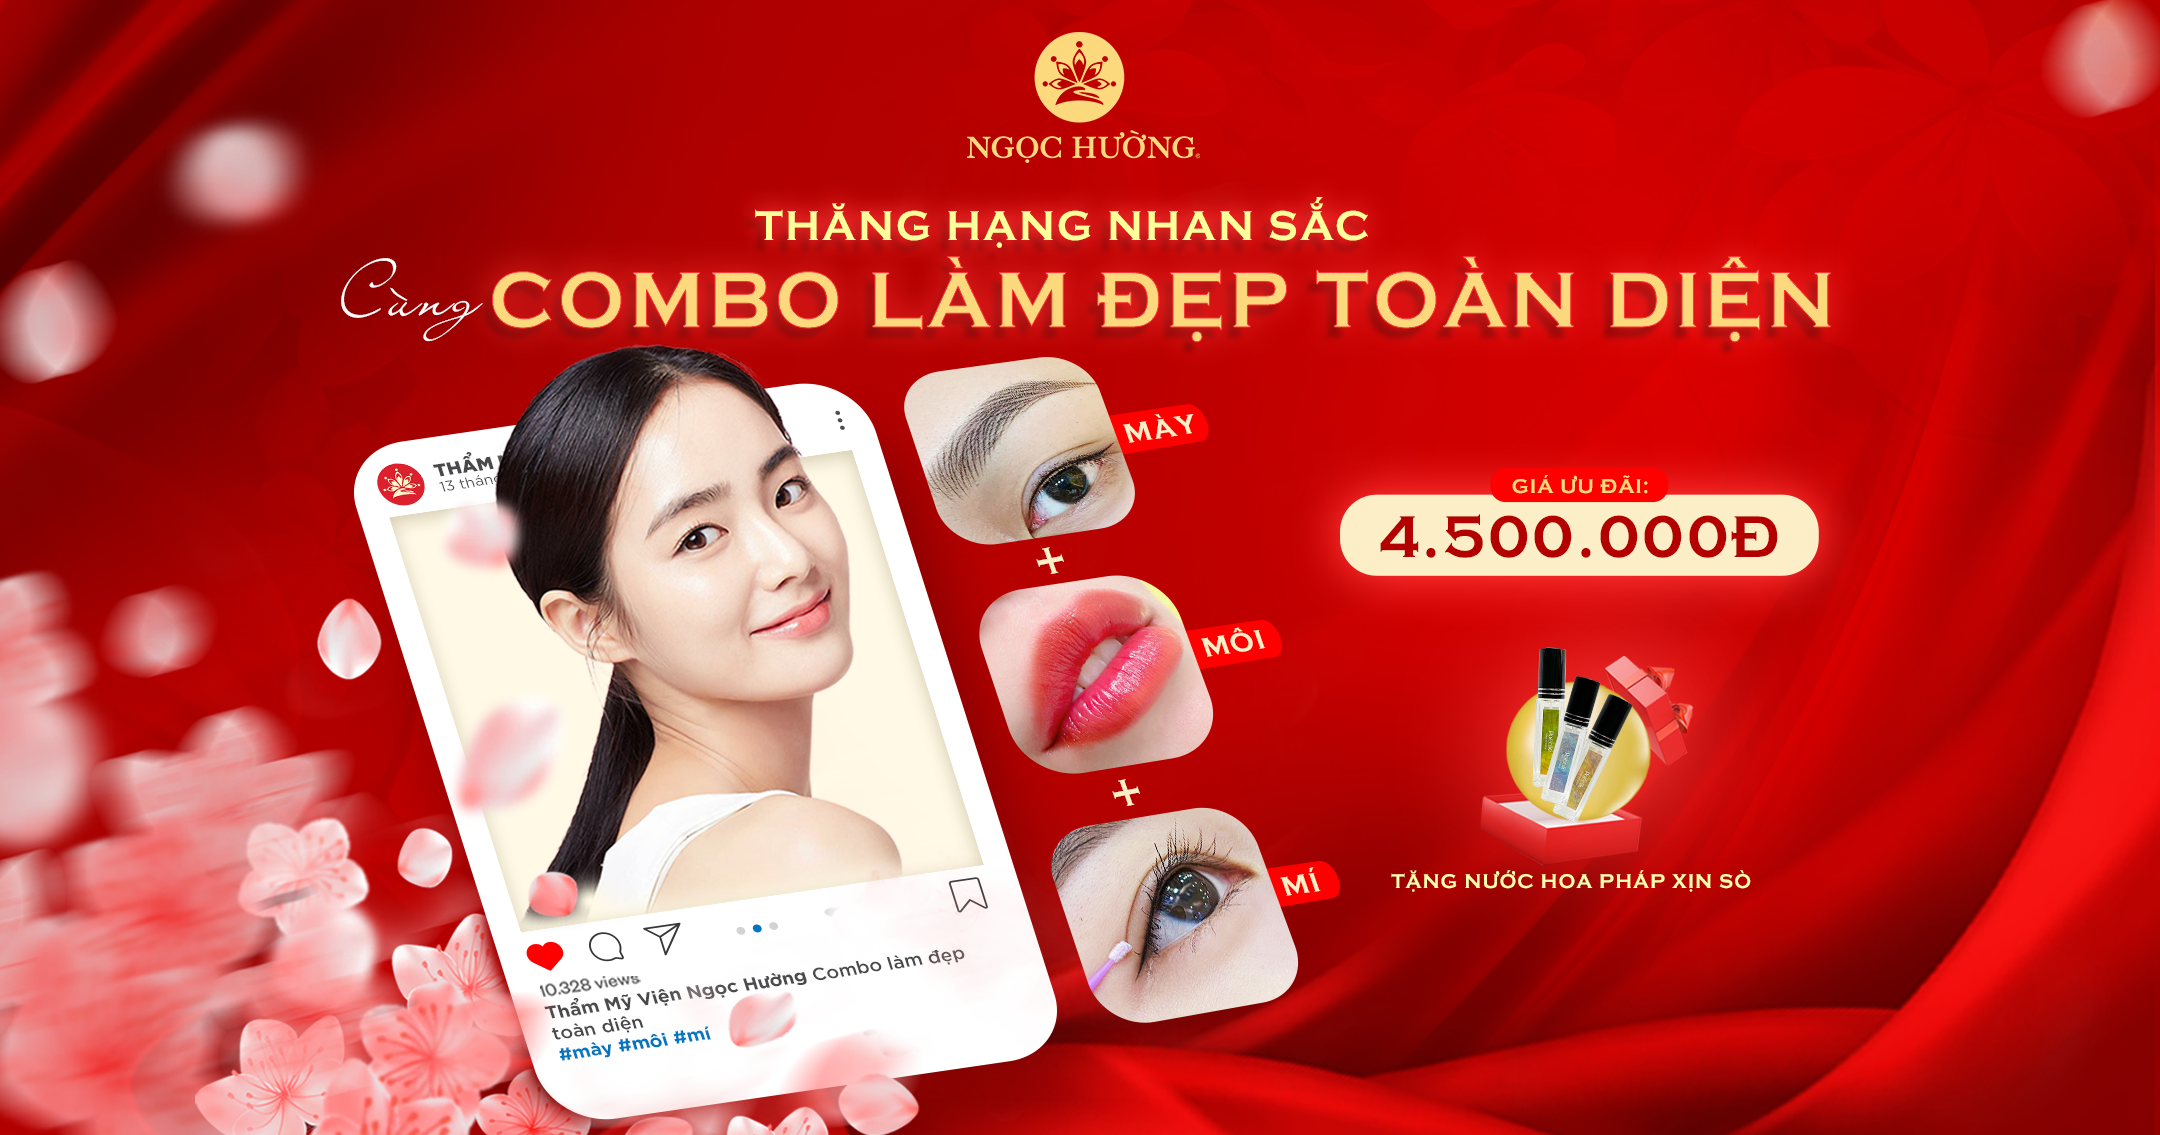 NGỌC HƯỜNG®
THĂNG HẠNG NHAN SẮC
Cùng COMBO LÀM ĐẸP TOÀN DIỆN
THẨM
13 tháng
10.328 views
Thẩm Mỹ Viện Ngọc Hường Combo làm đẹp
toàn diện
#mày #môi #mí
MÀY
+
MÔI
+
MÍ
GIÁ ƯU ĐÃI:
4.500.000Đ
TẶNG NƯỚC HOA PHÁP XỊN SÒ